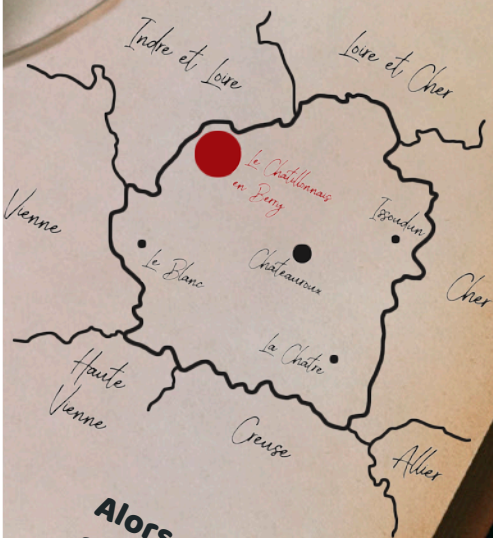 Indre et Loire
Loire et Cher
Le Châtillonnais
en Berry
Issoudun
Vienne
Le Blanc
Châteauroux
Cher
La Châtre
Haute
Vienne
Creuse
Allier
Alors